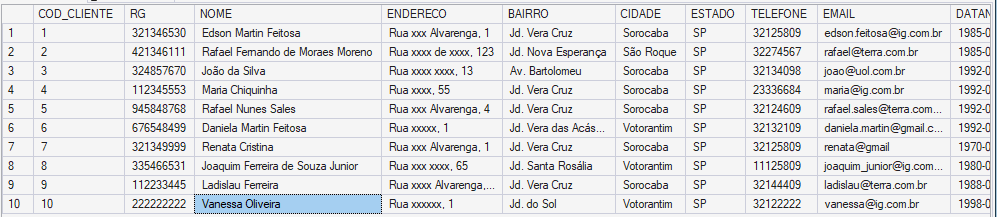 COD_CLIENTE RG NOME ENDERECO BAIRRO CIDADE ESTADO TELEFONE EMAIL DATAN
1 1 321346530 Edson Martin Feitosa Rua xxx Alvarenga, 1 Jd. Vera Cruz Sorocaba SP 32125809 edson.feitosa@ig.com.br 1985-0
2 2 421346111 Rafael Fernando de Moraes Moreno Rua xxx de xxxx, 123 Jd. Nova Esperança São Roque SP 32274567 rafael@terra.com.br 1985-0
3 3 324857670 João da Silva Rua xxxx xxxx, 13 Av. Bartolomeu Sorocaba SP 32134098 joao@uol.com.br 1992-0
4 4 112345553 Maria Chiquinha Rua xxxx, 55 Jd. Vera Cruz Sorocaba SP 23336684 maria@ig.com.br 1992-0
5 5 945848768 Rafael Nunes Sales Rua xxx Alvarenga, 4 Jd. Vera Cruz Sorocaba SP 32124609 rafael.sales@terra.com... 1992-0
6 6 676548499 Daniela Martin Feitosa Rua xxxxx, 1 Jd. Vera das Acás... Votorantim SP 32132109 daniela.martin@gmail.c... 1992-0
7 7 321349999 Renata Cristina Rua xxx Alvarenga, 1 Jd. Vera Cruz Sorocaba SP 32125809 renata@gmail 1970-0
8 8 335466531 Joaquim Ferreira de Souza Junior Rua xxx xxxx, 65 Jd. Santa Rosália Votorantim SP 11125809 joaquim_junior@ig.com... 1980-0
9 9 112233445 Ladislau Ferreira Rua xxxx Alvarenga,... Jd. Vera Cruz Votorantim SP 32144409 ladislau@terra.com.br 1988-0
10 10 222222222 Vanessa Oliveira Rua xxxxxx, 1 Jd. do Sol Votorantim SP 32122222 vanessa@ig.com.br 1998-0